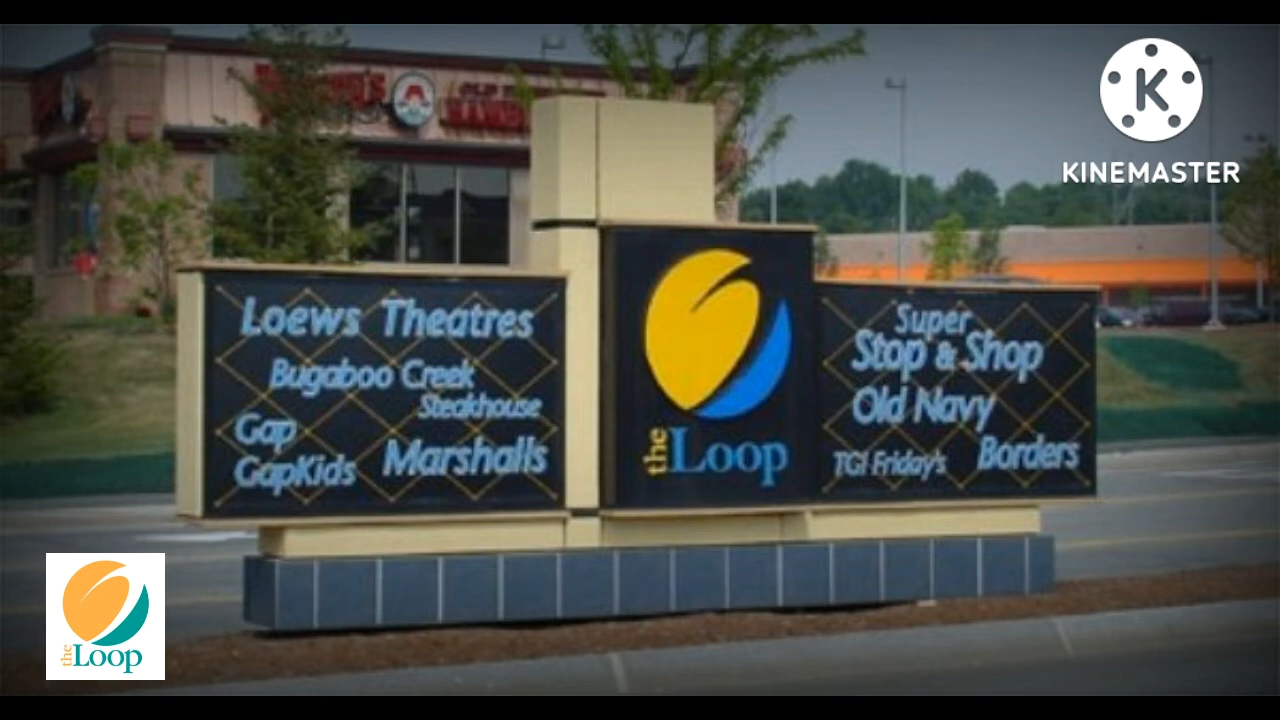 KINEMASTER
Loews Theatres
Bugaboo Creek
Steakhouse
Gap
GapKids
Marshalls
the Loop
Super
Stop & Shop
Old Navy
TGI Friday's
Borders
the Loop